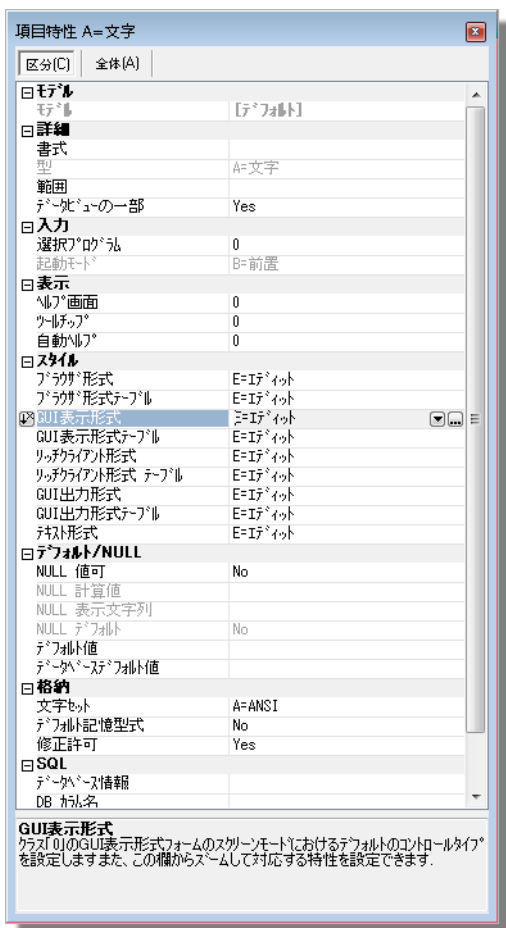 項目特性 A=文字
区分(C) 全体(A)
ﾓﾃﾞﾙ
ﾓﾃﾞﾙ [ﾃﾞﾌｫﾙﾄ]
詳細
書式
型 A=文字
範囲
ﾃﾞｰﾀﾋﾞｭｰの一部 Yes
入力
選択ﾌﾟﾛｸﾞﾗﾑ 0
起動ﾓｰﾄﾞ B=前置
表示
ﾍﾙﾌﾟ画面 0
ﾂｰﾙﾁｯﾌﾟ 0
自動ﾍﾙﾌﾟ 0
ｽﾀｲﾙ
ﾌﾞﾗｳｻﾞ形式 E=ｴﾃﾞｨｯﾄ
ﾌﾞﾗｳｻﾞ形式ﾃｰﾌﾞﾙ E=ｴﾃﾞｨｯﾄ
GUI表示形式 E=ｴﾃﾞｨｯﾄ
GUI表示形式ﾃｰﾌﾞﾙ E=ｴﾃﾞｨｯﾄ
ﾘｯﾁｸﾗｲｱﾝﾄ形式 E=ｴﾃﾞｨｯﾄ
ﾘｯﾁｸﾗｲｱﾝﾄ形式 ﾃｰﾌﾞﾙ E=ｴﾃﾞｨｯﾄ
GUI出力形式 E=ｴﾃﾞｨｯﾄ
GUI出力形式ﾃｰﾌﾞﾙ E=ｴﾃﾞｨｯﾄ
ﾃｷｽﾄ形式 E=ｴﾃﾞｨｯﾄ
ﾃﾞﾌｫﾙﾄ/NULL
NULL 値可 No
NULL 計算値
NULL 表示文字列
NULL ﾃﾞﾌｫﾙﾄ No
ﾃﾞﾌｫﾙﾄ値
ﾃﾞｰﾀﾍﾞｰｽﾃﾞﾌｫﾙﾄ値
格納
文字ｾｯﾄ A=ANSI
ﾃﾞﾌｫﾙﾄ記憶型式 No
修正許可 Yes
SQL
ﾃﾞｰﾀﾍﾞｰｽ情報
DB ｶﾗﾑ名
GUI表示形式
ｸﾗｽ｢0｣のGUI表示形式ﾌｫｰﾑのｽｸﾘｰﾝﾓｰﾄﾞにおけるﾃﾞﾌｫﾙﾄのｺﾝﾄﾛｰﾙﾀｲﾌﾟ
を設定しますまた、この欄からｽﾞｰﾑして対応する特性を設定できます.